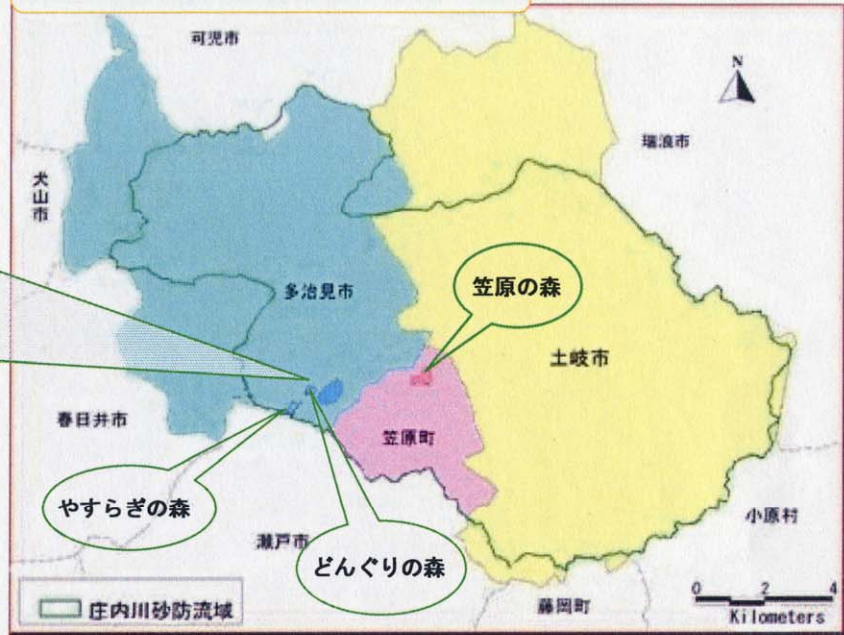 可児市
N
瑞浪市
犬山市
多治見市
笠原の森
土岐市
春日井市
笠原町
やすらぎの森
小原村
瀬戸市
どんぐりの森
藤岡町
庄内川砂防流域
0 2 4
Kilometers